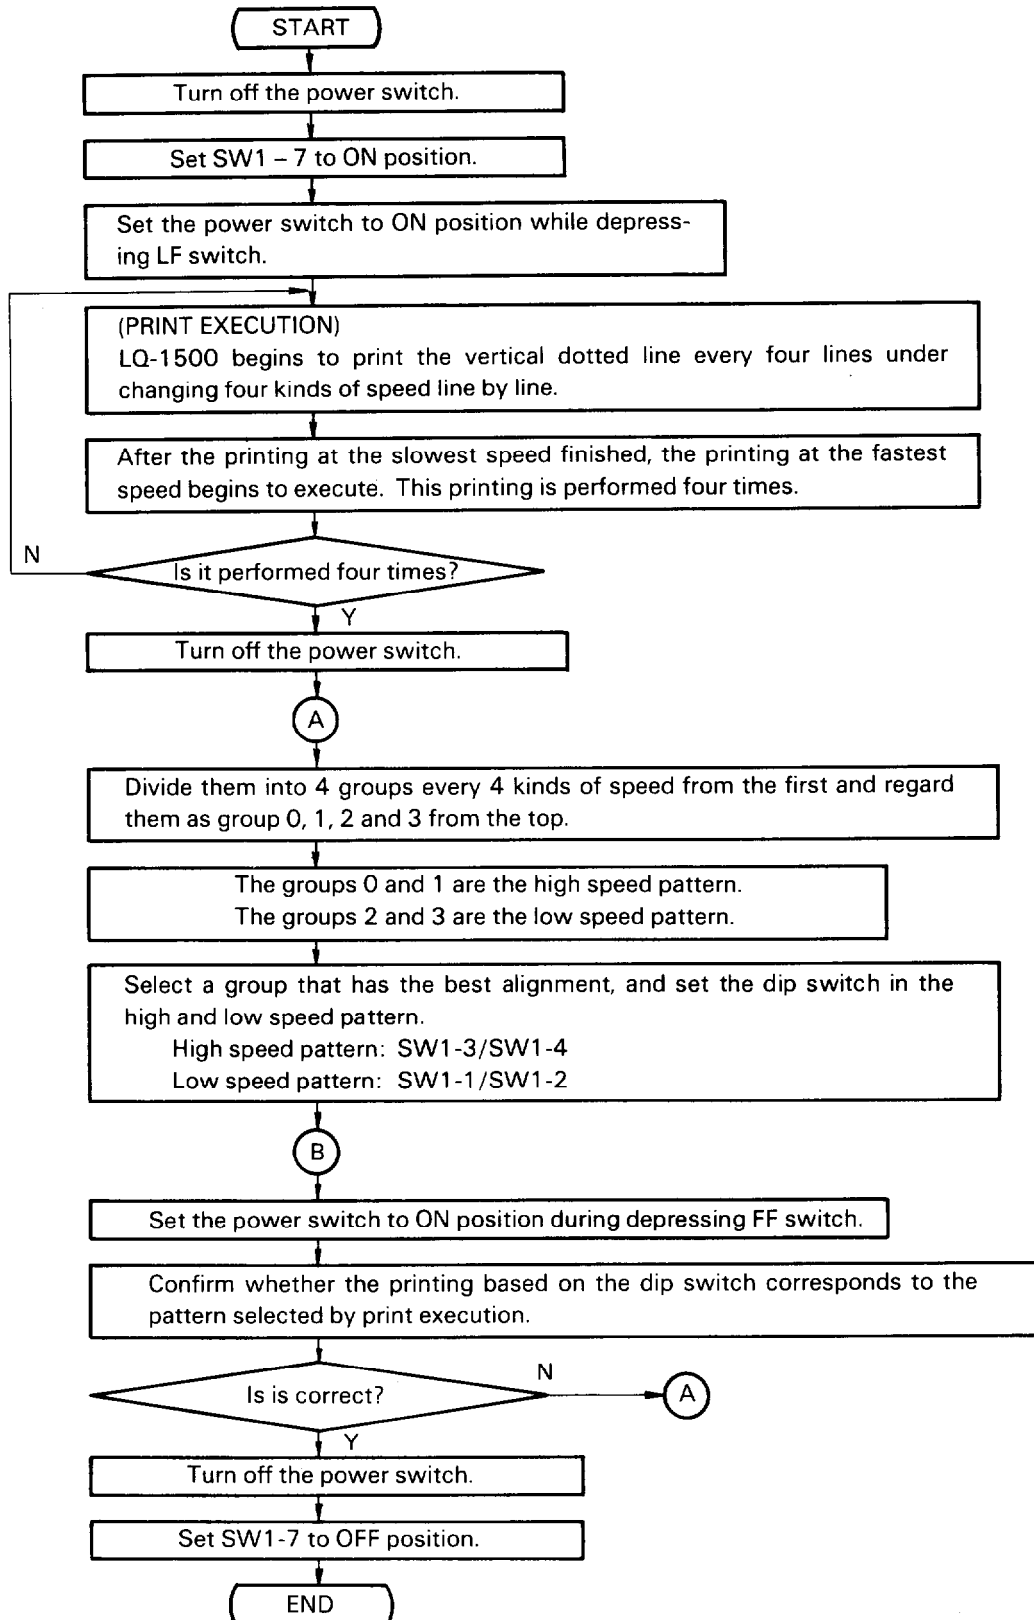 START
Turn off the power switch.
Set SW1 – 7 to ON position.
Set the power switch to ON position while depress-
ing LF switch.
(PRINT EXECUTION)
LQ-1500 begins to print the vertical dotted line every four lines under
changing four kinds of speed line by line.
After the printing at the slowest speed finished, the printing at the fastest
speed begins to execute. This printing is performed four times.
N
Is it performed four times?
Y
Turn off the power switch.
A
Divide them into 4 groups every 4 kinds of speed from the first and regard
them as group 0, 1, 2 and 3 from the top.
The groups 0 and 1 are the high speed pattern.
The groups 2 and 3 are the low speed pattern.
Select a group that has the best alignment, and set the dip switch in the
high and low speed pattern.
High speed pattern: SW1-3/SW1-4
Low speed pattern: SW1-1/SW1-2
B
Set the power switch to ON position during depressing FF switch.
Confirm whether the printing based on the dip switch corresponds to the
pattern selected by print execution.
Is is correct?
N
A
Y
Turn off the power switch.
Set SW1-7 to OFF position.
END